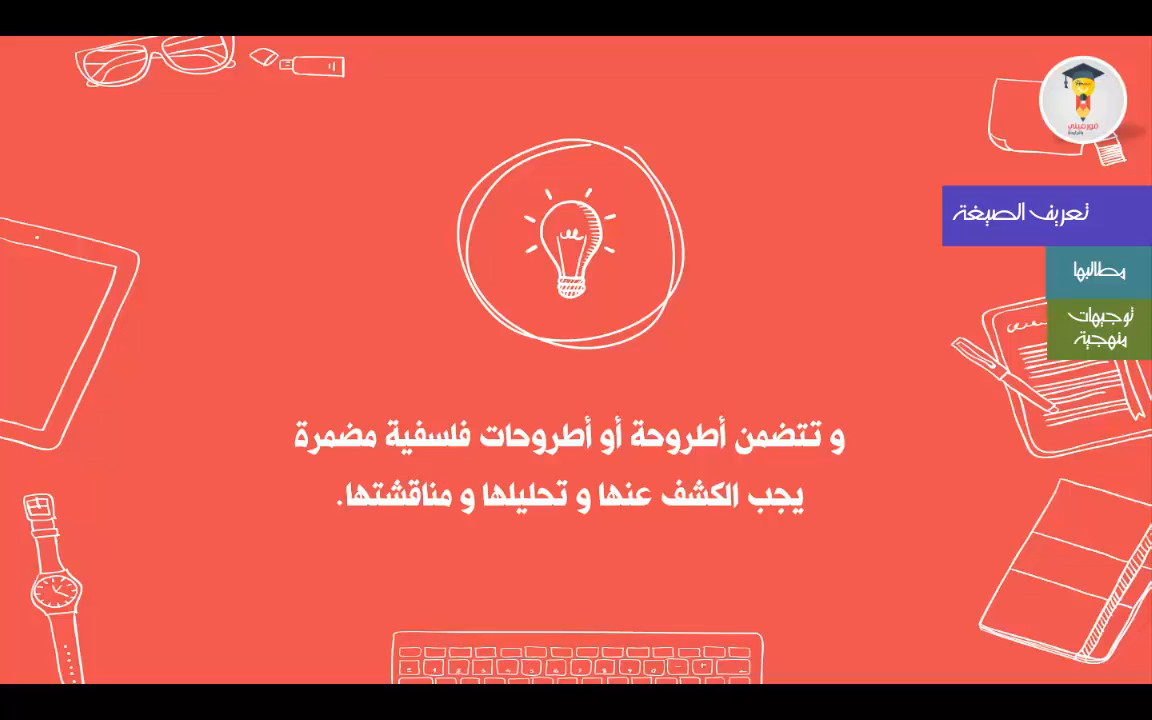 تعريف الصيغة
مطالبها
توجيهات
منهجية
و تتضمن أطروحة أو أطروحات فلسفية مضمرة
يجب الكشف عنها و تحليلها و مناقشتها.